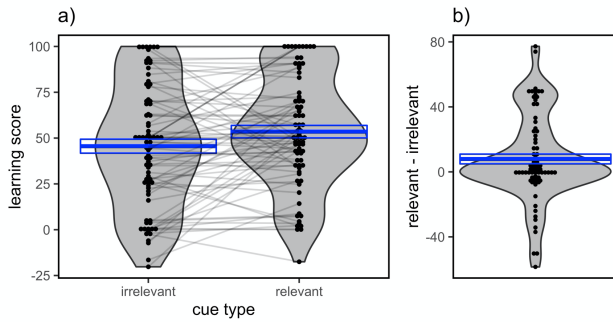 a)
learning score
100
75
50
25
0
-25
irrelevant
relevant
cue type
b)
relevant - irrelevant
80
40
0
-40